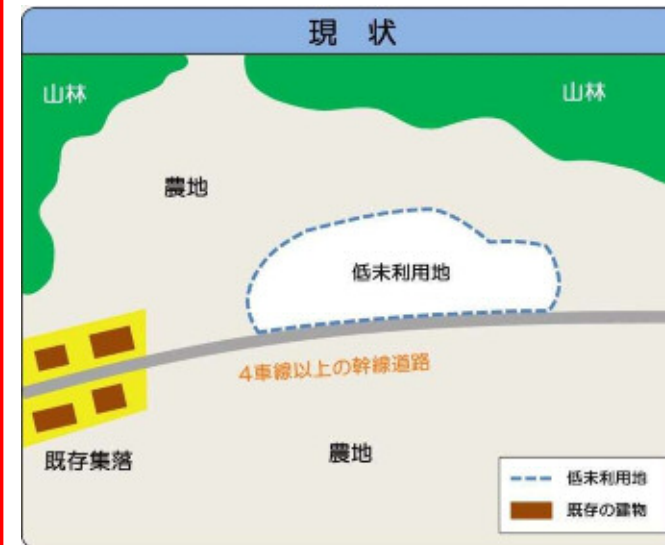 現 状
山林
山林
農地
低未利用地
4車線以上の幹線道路
既存集落
農地
低未利用地
既存の建物